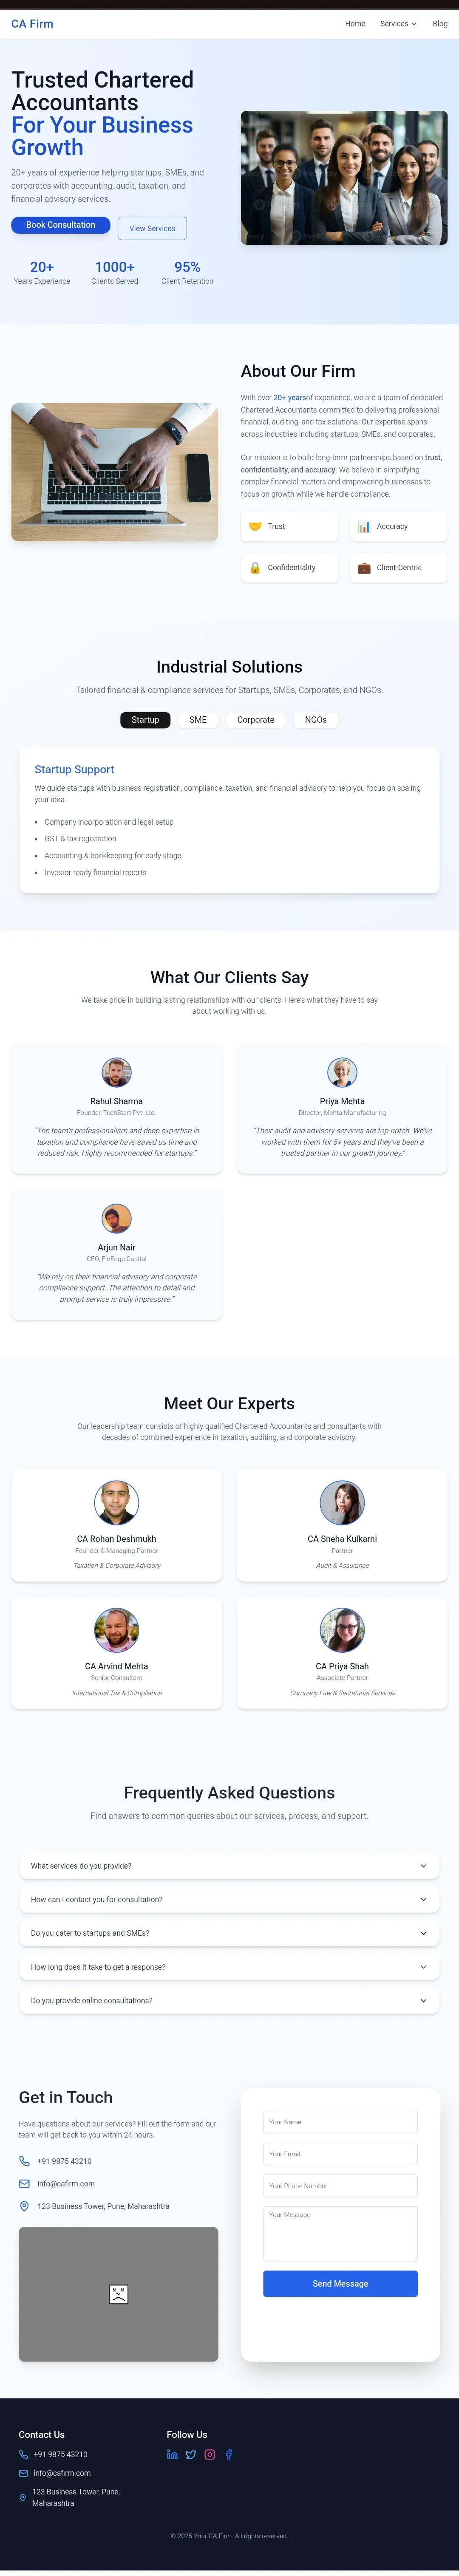 CA Firm
Home
Services
Blog
Trusted Chartered
Accountants
For Your Business
Growth
20+ years of experience helping startups, SMEs, and
corporates with accounting, audit, taxation, and
financial advisory services.
Book Consultation
View Services
20+
Years Experience
1000+
Clients Served
95%
Client Retention
About Our Firm
With over 20+ yearsof experience, we are a team of dedicated
Chartered Accountants committed to delivering professional
financial, auditing, and tax solutions. Our expertise spans
across industries including startups, SMEs, and corporates.
Our mission is to build long-term partnerships based on trust,
confidentiality, and accuracy. We believe in simplifying
complex financial matters and empowering businesses to
focus on growth while we handle compliance.
Trust
Accuracy
Confidentiality
Client-Centric
Industrial Solutions
Tailored financial & compliance services for Startups, SMEs, Corporates, and NGOs.
Startup
SME
Corporate
NGOs
Startup Support
We guide startups with business registration, compliance, taxation, and financial advisory to help you focus on scaling
your idea.
• Company incorporation and legal setup
• GST & tax registration
• Accounting & bookkeeping for early stage
• Investor-ready financial reports
What Our Clients Say
We take pride in building lasting relationships with our clients. Here's what they have to say
about working with us.
Rahul Sharma
Founder, TechStart Pvt. Ltd.
"The team's professionalism and deep expertise in
taxation and compliance have saved us time and
reduced risk. Highly recommended for startups."
Priya Mehta
Director, Mehta Manufacturing
"Their audit and advisory services are top-notch. We've
worked with them for 5+ years and they've been a
trusted partner in our growth journey."
Arjun Nair
CFO, FinEdge Capital
"We rely on their financial advisory and corporate
compliance support. The attention to detail and
prompt service is truly impressive."
Meet Our Experts
Our leadership team consists of highly qualified Chartered Accountants and consultants with
decades of combined experience in taxation, auditing, and corporate advisory.
CA Rohan Deshmukh
Founder & Managing Partner
Taxation & Corporate Advisory
CA Sneha Kulkarni
Partner
Audit & Assurance
CA Arvind Mehta
Senior Consultant
International Tax & Compliance
CA Priya Shah
Associate Partner
Company Law & Secretarial Services
Frequently Asked Questions
Find answers to common queries about our services, process, and support.
What services do you provide?
How can I contact you for consultation?
Do you cater to startups and SMEs?
How long does it take to get a response?
Do you provide online consultations?
Get in Touch
Have questions about our services? Fill out the form and our
team will get back to you within 24 hours.
+91 9875 43210
info@cafirm.com
123 Business Tower, Pune, Maharashtra
Your Name
Your Email
Your Phone Number
Your Message
Send Message
Contact Us
+91 9875 43210
info@cafirm.com
123 Business Tower, Pune,
Maharashtra
Follow Us
© 2025 Your CA Firm. All rights reserved.